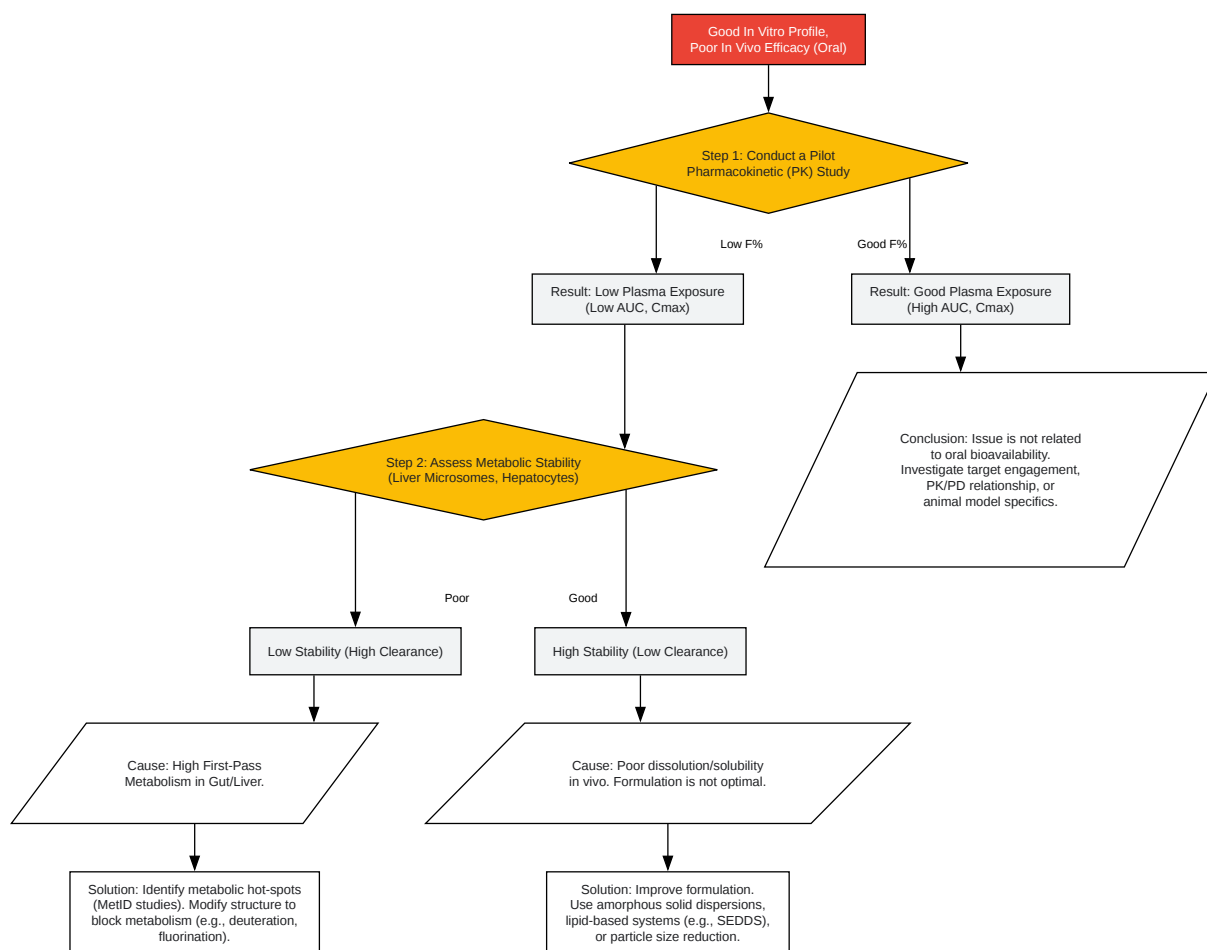 Good In Vitro Profile,
Poor In Vivo Efficacy (Oral)
Step 1: Conduct a Pilot
Pharmacokinetic (PK) Study
Low F%
Good F%
Result: Low Plasma Exposure
(Low AUC, Cmax)
Result: Good Plasma Exposure
(High AUC, Cmax)
Conclusion: Issue is not related
to oral bioavailability.
Investigate target engagement,
PK/PD relationship, or
animal model specifics.
Step 2: Assess Metabolic Stability
(Liver Microsomes, Hepatocytes)
Poor
Good
Low Stability (High Clearance)
High Stability (Low Clearance)
Cause: High First-Pass
Metabolism in Gut/Liver.
Cause: Poor dissolution/solubility
in vivo. Formulation is not optimal.
Solution: Identify metabolic hot-spots
(MetID studies). Modify structure to
block metabolism (e.g., deuteration,
fluorination).
Solution: Improve formulation.
Use amorphous solid dispersions,
lipid-based systems (e.g., SEDDS),
or particle size reduction.